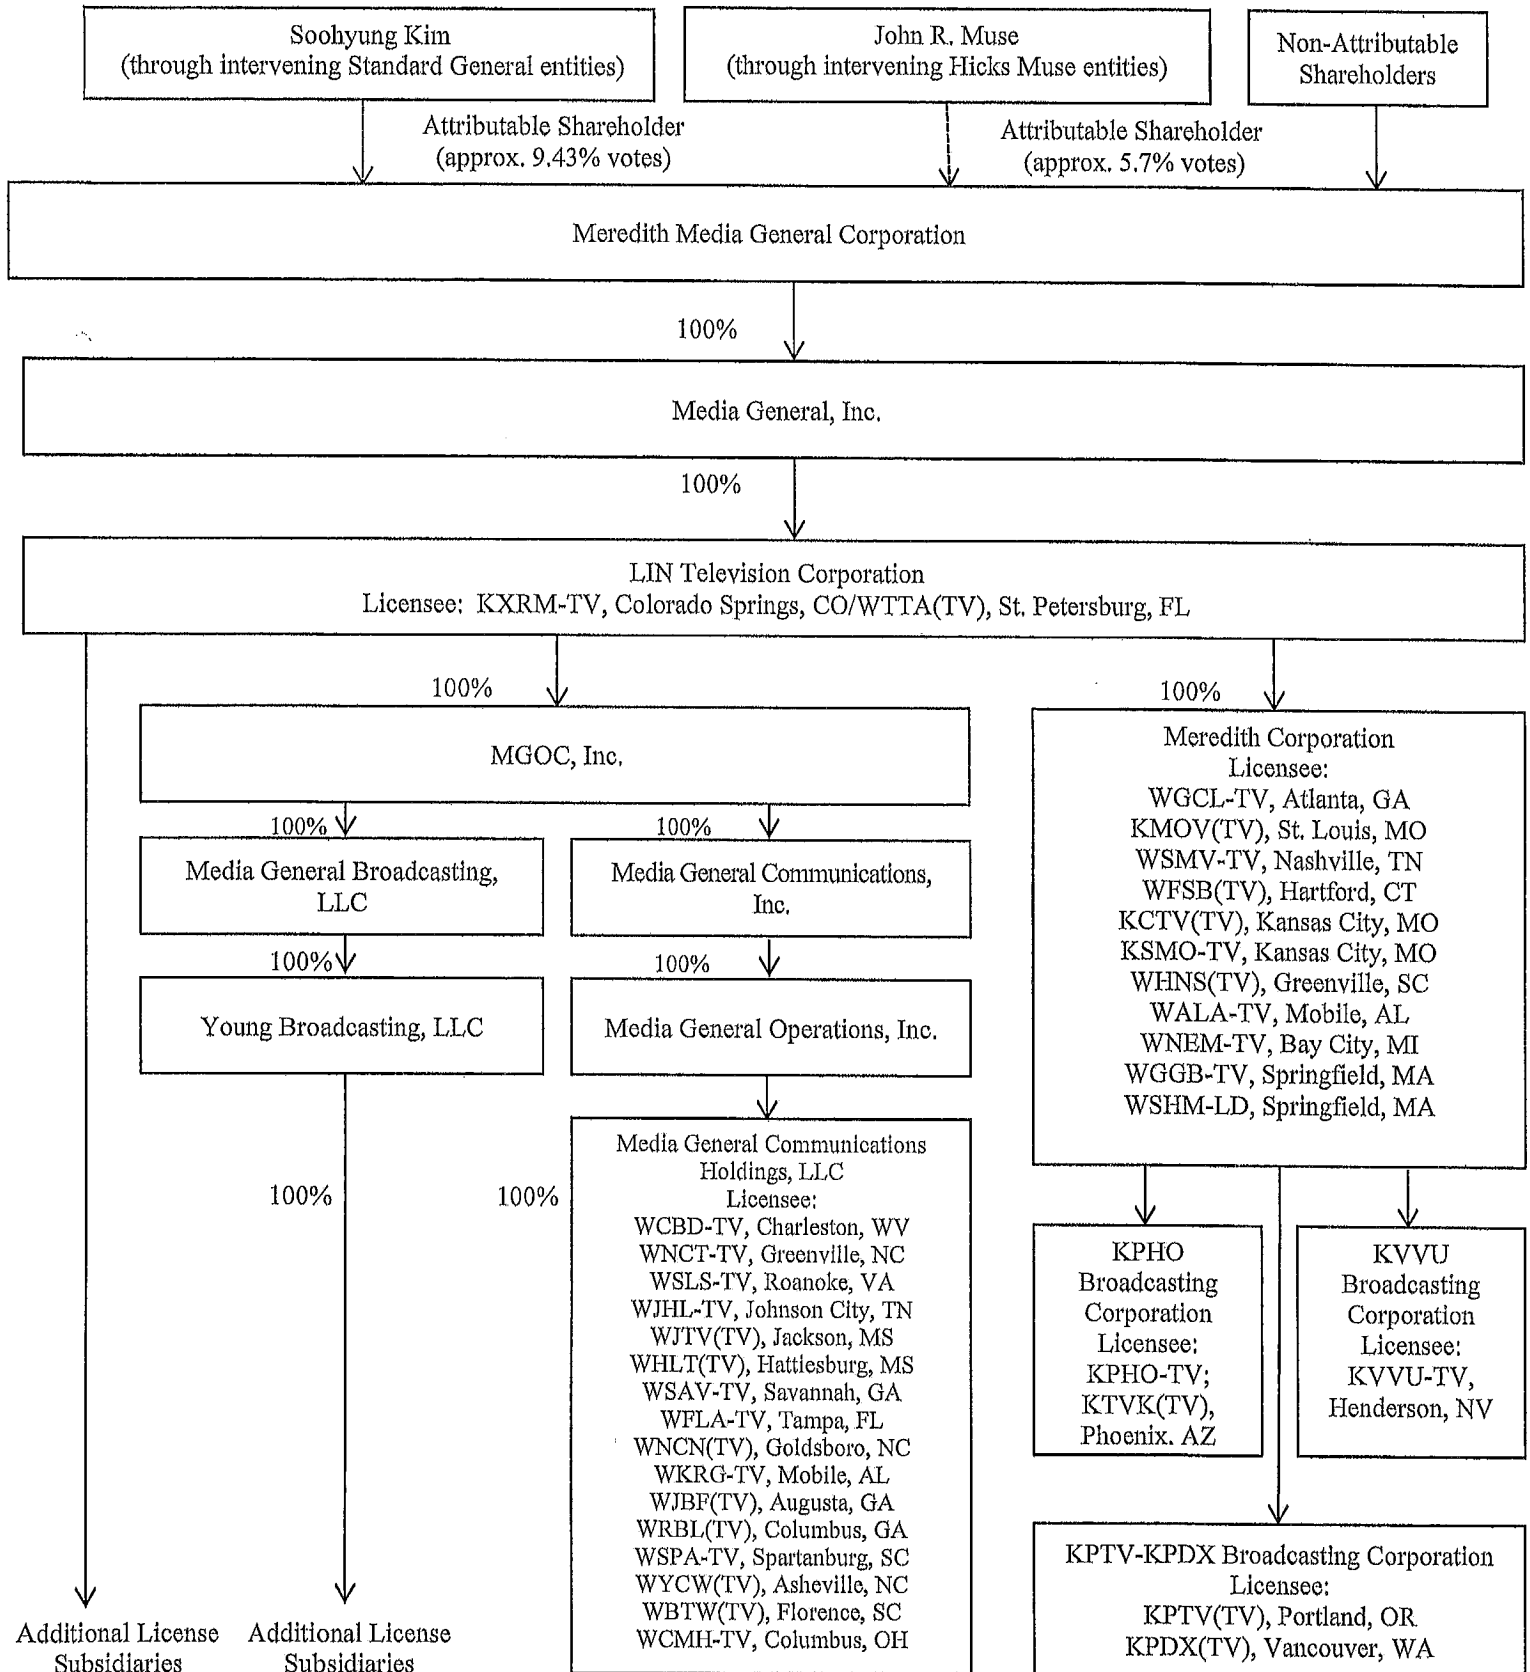 Soohyung Kim
(through intervening Standard General entities)
John R. Muse
(through intervening Hicks Muse entities)
Non-Attributable
Shareholders
Attributable Shareholder
(approx. 9.43% votes)
Attributable Shareholder
(approx. 5.7% votes)
Meredith Media General Corporation
100%
Media General, Inc.
100%
LIN Television Corporation
Licensee: KXRM-TV, Colorado Springs, CO/WTTA(TV), St. Petersburg, FL
100%
MGOC, Inc.
100%
Media General Broadcasting,
LLC
100%
Young Broadcasting, LLC
100%
Media General Communications,
Inc.
100%
Media General Operations, Inc.
100%
100%
Media General Communications
Holdings, LLC
Licensee:
WCBD-TV, Charleston, WV
WNCT-TV, Greenville, NC
WSLS-TV, Roanoke, VA
WJHL-TV, Johnson City, TN
WJTV(TV), Jackson, MS
WHLT(TV), Hattiesburg, MS
WSAV-TV, Savannah, GA
WFLA-TV, Tampa, FL
WNCN(TV), Goldsboro, NC
WKRG-TV, Mobile, AL
WJBF(TV), Augusta, GA
WRBL(TV), Columbus, GA
WSPA-TV, Spartanburg, SC
WYCW(TV), Asheville, NC
WBTW(TV), Florence, SC
WCMH-TV, Columbus, OH
100%
Meredith Corporation
Licensee:
WGCL-TV, Atlanta, GA
KMOV(TV), St. Louis, MO
WSMV-TV, Nashville, TN
WFSB(TV), Hartford, CT
KCTV(TV), Kansas City, MO
KSMO-TV, Kansas City, MO
WHNS(TV), Greenville, SC
WALA-TV, Mobile, AL
WNEM-TV, Bay City, MI
WGGB-TV, Springfield, MA
WSHM-LD, Springfield, MA
KPHO
Broadcasting
Corporation
Licensee:
KPHO-TV;
KTVK(TV),
Phoenix. AZ
KVVU
Broadcasting
Corporation
Licensee:
KVVU-TV,
Henderson, NV
KPTV-KPDX Broadcasting Corporation
Licensee:
KPTV(TV), Portland, OR
KPDX(TV), Vancouver, WA
Additional License
Subsidiaries
Additional License
Subsidiaries